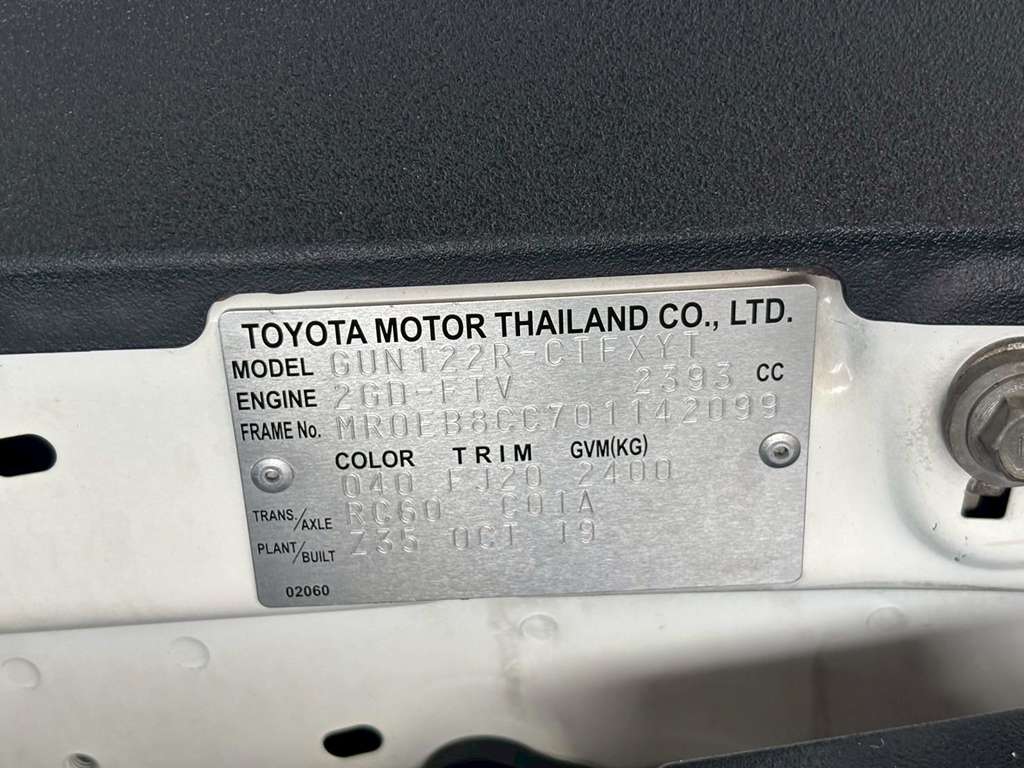 TOYOTA MOTOR THAILAND CO., LTD.
MODEL GUN122R-CTFXYT
ENGINE 2GD-FTV 2393 CC
FRAME No. MR0EB8CC701142099
COLOR TRIM GVM(KG)
040 FJ20 2400
TRANS./AXLE RC60 C01A
PLANT/BUILT Z35 OCT 19
02060